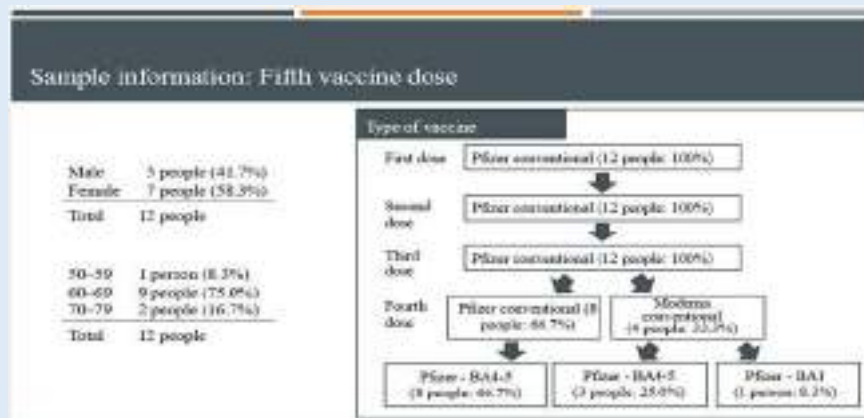 Sample information: Fifth vaccine dose
Male 5 people (41.7%)
Female 7 people (58.3%)
Total 12 people
50–59 1 person (8.3%)
60–69 9 people (75.0%)
70–79 2 people (16.7%)
Total 12 people
Type of vaccine
First dose
Pfizer conventional (12 people: 100%)
Second
dose
Pfizer conventional (12 people: 100%)
Third
dose
Pfizer conventional (12 people: 100%)
Fourth
dose
Pfizer conventional (8
people: 66.7%)
Moderna
conventional
(4 people: 33.3%)
Pfizer - BA4-5
(8 people: 66.7%)
Pfizer - BA4-5
(3 people: 25.0%)
Pfizer - BA1
(1 person: 8.3%)